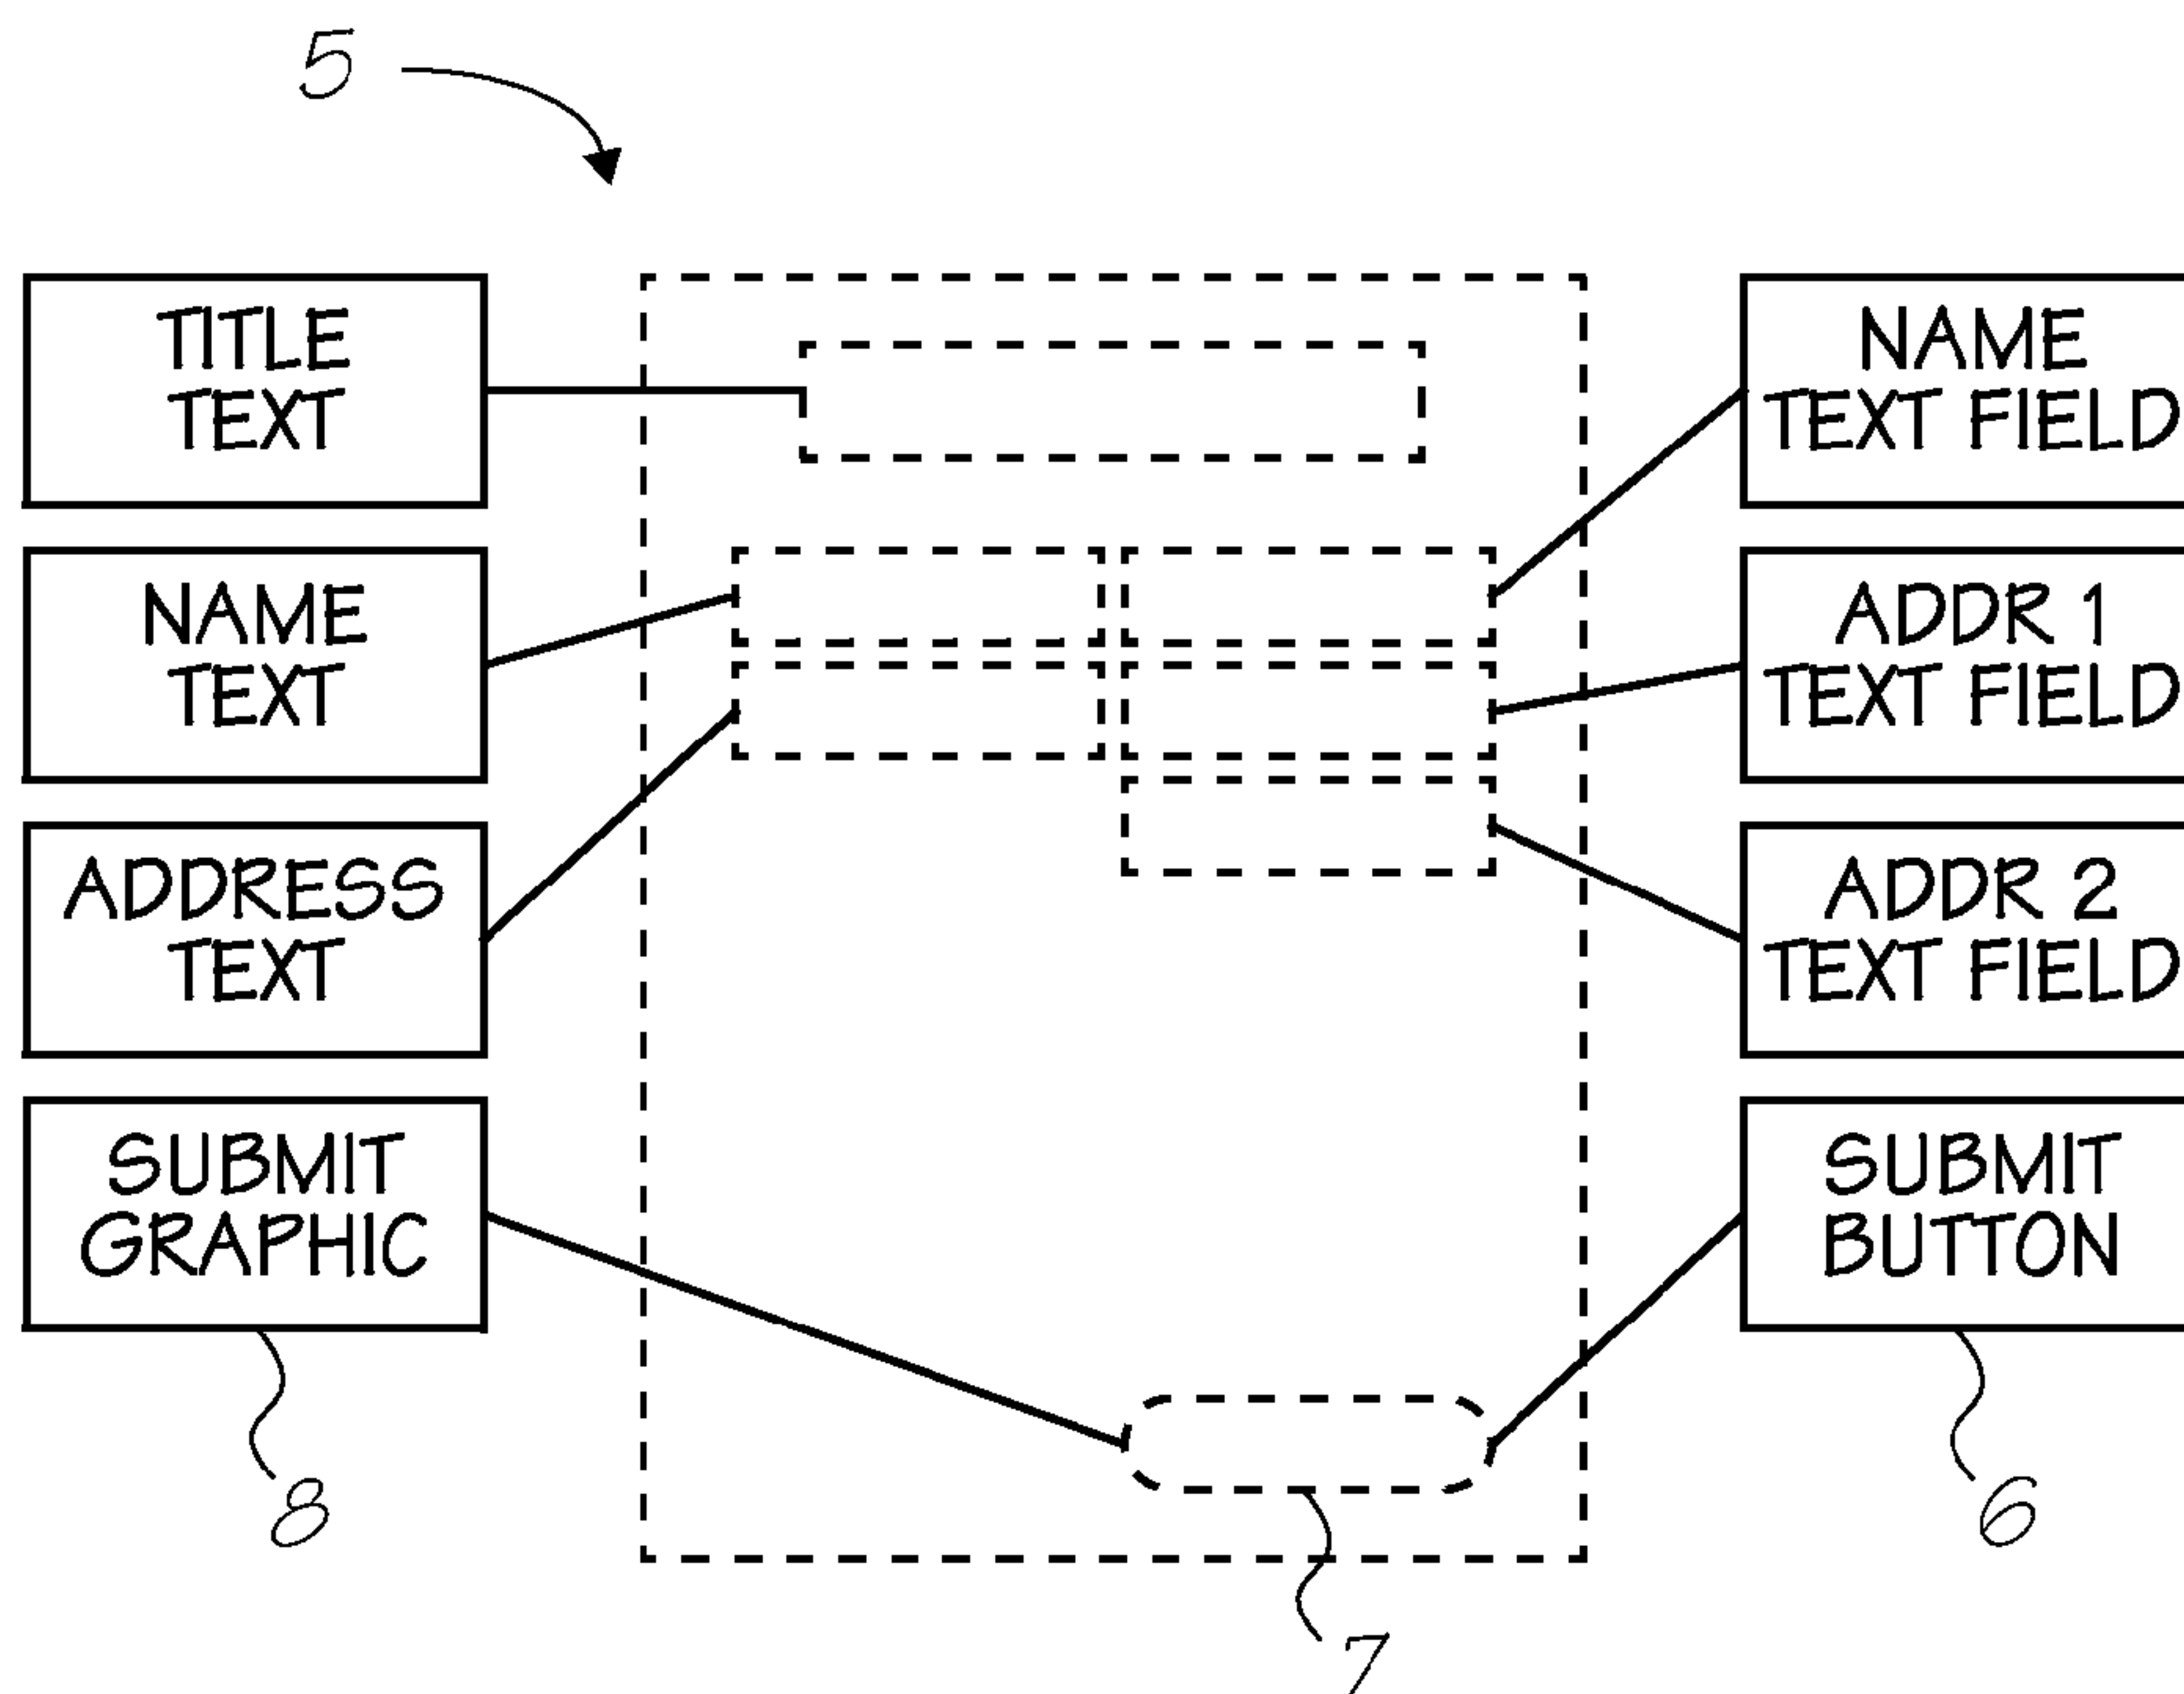 5
TITLE
TEXT
NAME
TEXT FIELD
NAME
TEXT
ADDR 1
TEXT FIELD
ADDRESS
TEXT
ADDR 2
TEXT FIELD
SUBMIT
GRAPHIC
SUBMIT
BUTTON
8
6
7